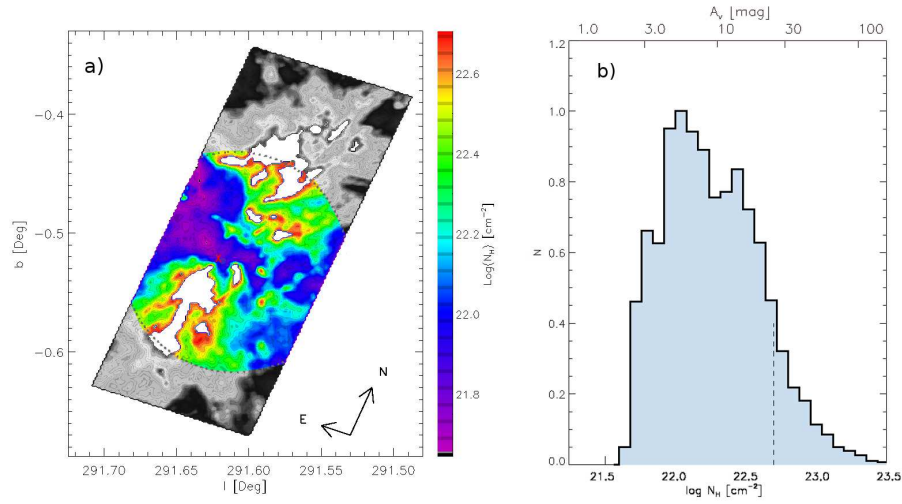 a)
b [Deg]
-0.4
-0.5
-0.6
291.70
291.65
291.60
291.55
291.50
l [Deg]
X
N
E
22.6
22.4
22.2
22.0
21.8
Log(N_H) [cm⁻²]
A_v [mag]
1.0
3.0
10
30
100
b)
N
1.2
1.0
0.8
0.6
0.4
0.2
0.0
21.5
22.0
22.5
23.0
23.5
log N_H [cm⁻²]